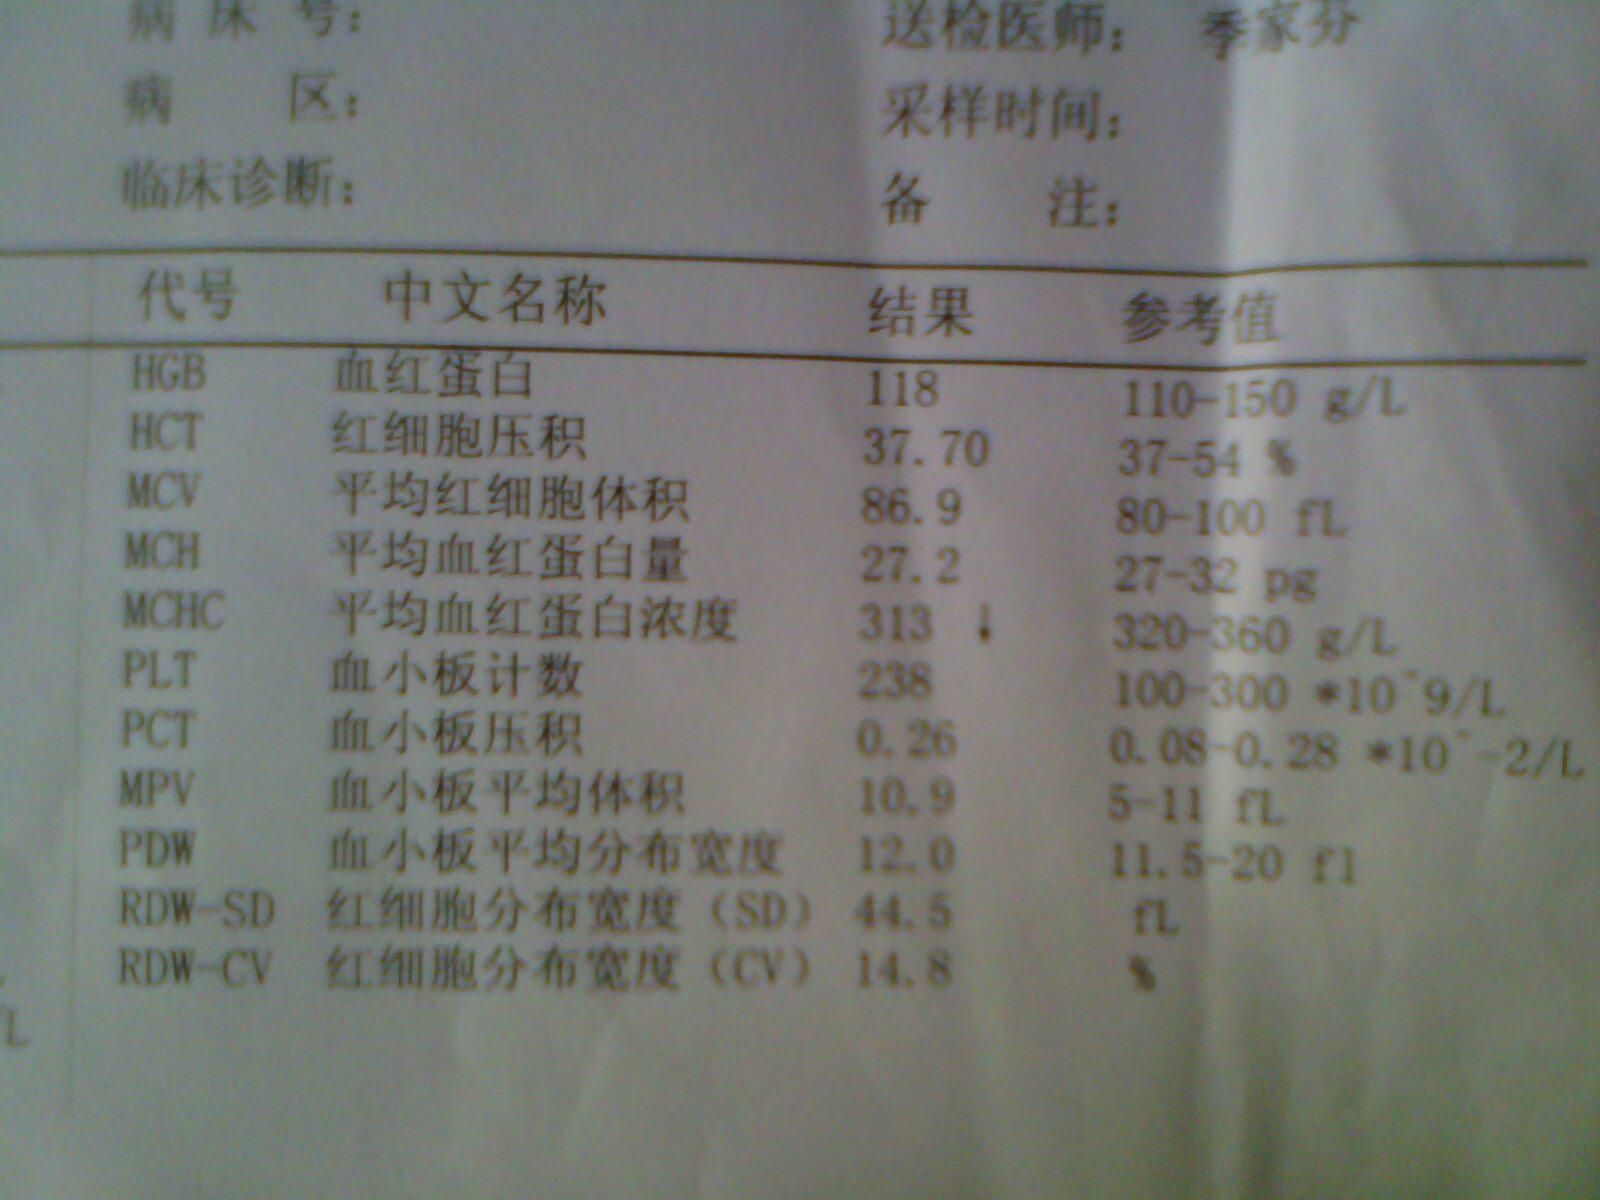 病床号： 送检医师： 季家芬
病 区： 采样时间：
临床诊断： 备 注：
代号 中文名称 结果 参考值
HGB 血红蛋白 118 110-150 g/L
HCT 红细胞压积 37.70 37-54 %
MCV 平均红细胞体积 86.9 80-100 fL
MCH 平均血红蛋白量 27.2 27-32 pg
MCHC 平均血红蛋白浓度 313 ↓ 320-360 g/L
PLT 血小板计数 238 100-300 *10^9/L
PCT 血小板压积 0.26 0.08-0.28 *10^-2/L
MPV 血小板平均体积 10.9 5-11 fL
PDW 血小板平均分布宽度 12.0 11.5-20 fl
RDW-SD 红细胞分布宽度（SD） 44.5 fL
RDW-CV 红细胞分布宽度（CV） 14.8 %
/L